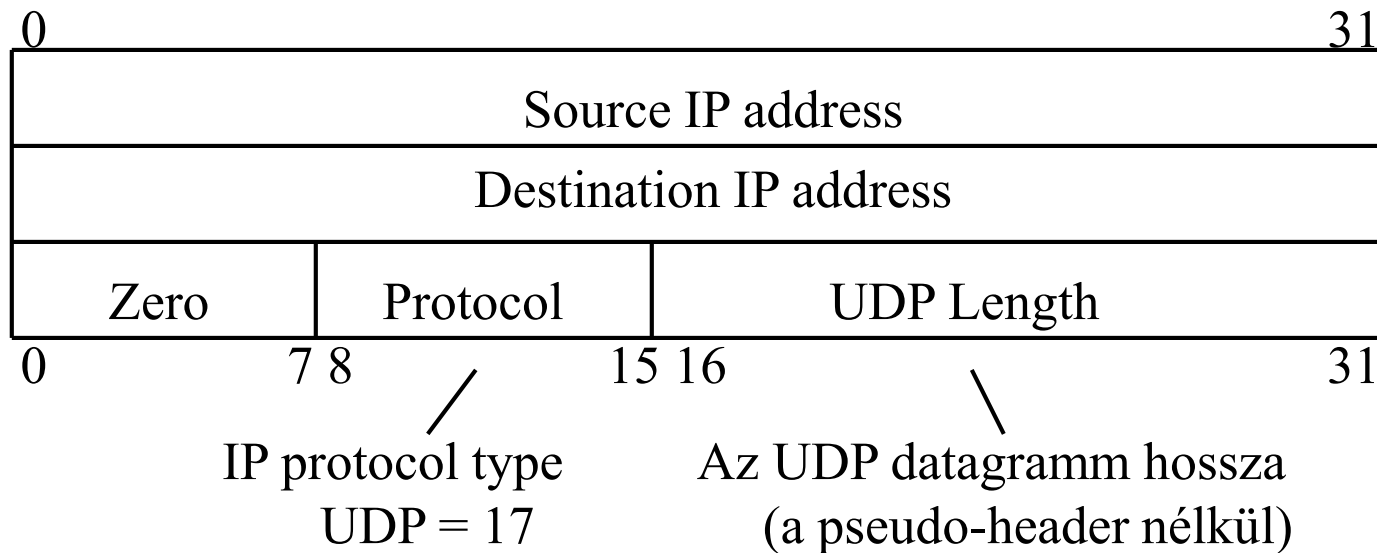 0 31
Source IP address
Destination IP address
Zero Protocol UDP Length
0 7 8 15 16 31
IP protocol type Az UDP datagramm hossza
UDP = 17 (a pseudo-header nélkül)